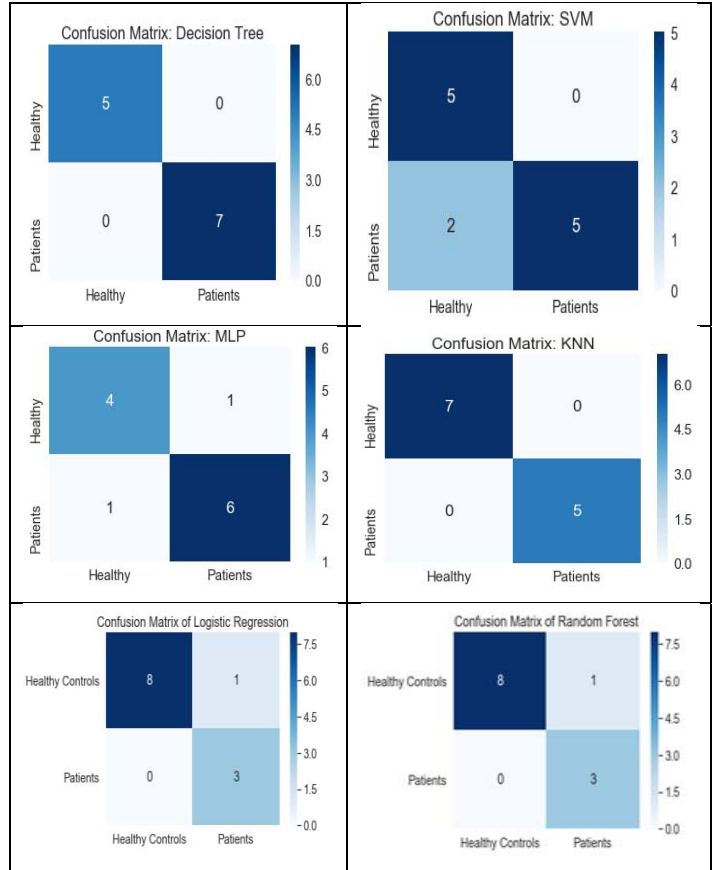 Confusion Matrix: Decision Tree
Healthy 5 0
Patients 0 7
Healthy Patients
6.0
4.5
3.0
1.5
0.0
Confusion Matrix: SVM
Healthy 5 0
Patients 2 5
Healthy Patients
5
4
3
2
1
0
Confusion Matrix: MLP
Healthy 4 1
Patients 1 6
Healthy Patients
6
5
4
3
2
1
Confusion Matrix: KNN
Healthy 7 0
Patients 0 5
Healthy Patients
6.0
4.5
3.0
1.5
0.0
Confusion Matrix of Logistic Regression
Healthy Controls 8 1
Patients 0 3
Healthy Controls Patients
7.5
6.0
4.5
3.0
1.5
0.0
Confusion Matrix of Random Forest
Healthy Controls 8 1
Patients 0 3
Healthy Controls Patients
7.5
6.0
4.5
3.0
1.5
0.0